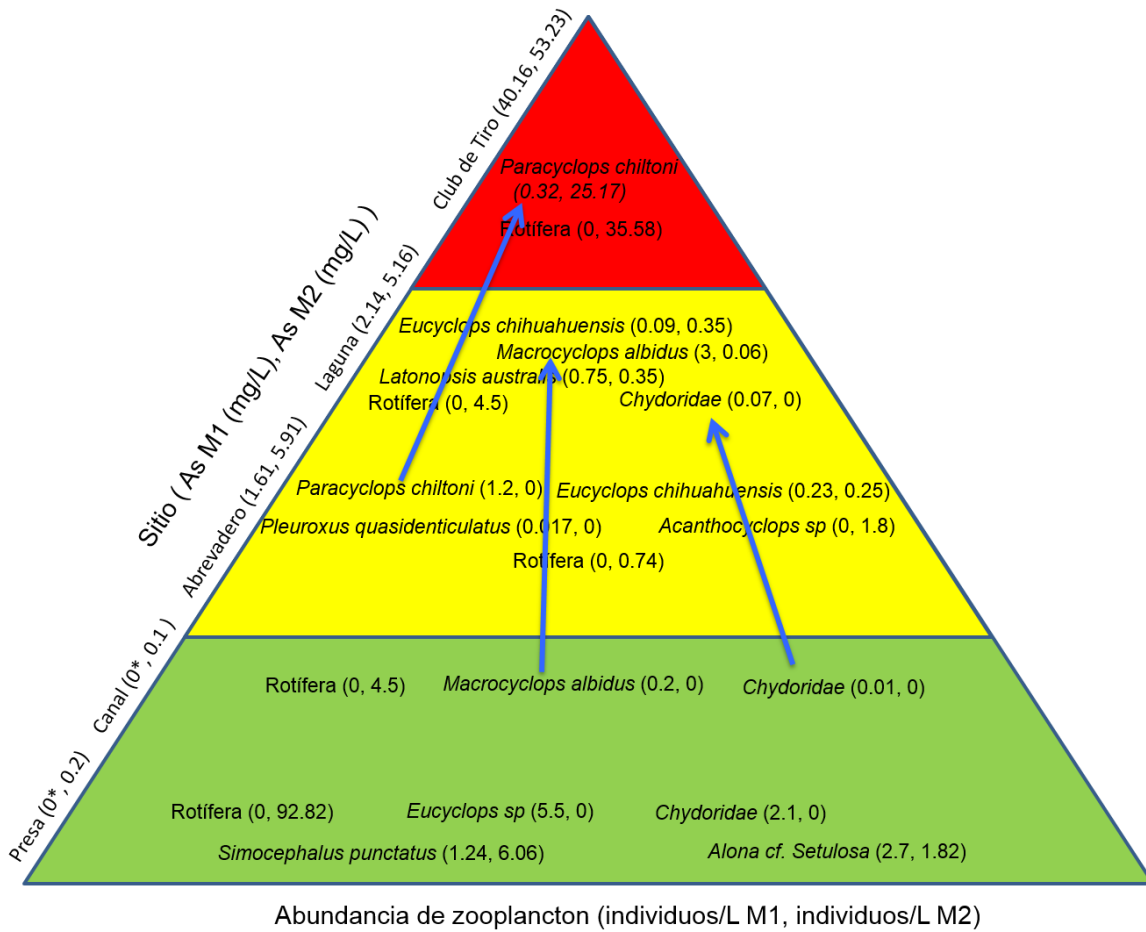 Sitio ( As M1 (mg/L), As M2 (mg/L) )
Club de Tiro (40.16, 53.23)
Paracyclops chiltoni
(0.32, 25.17)
Rotífera (0, 35.58)
Laguna (2.14, 5.16)
Eucyclops chihuahuensis (0.09, 0.35)
Macrocyclops albidus (3, 0.06)
Latonopsis australis (0.75, 0.35)
Rotífera (0, 4.5)
Chydoridae (0.07, 0)
Abrevadero (1.61, 5.91)
Paracyclops chiltoni (1.2, 0)
Eucyclops chihuahuensis (0.23, 0.25)
Pleuroxus quasidenticulatus (0.017, 0)
Acanthocyclops sp (0, 1.8)
Rotífera (0, 0.74)
Canal (0*, 0.1 )
Rotífera (0, 4.5)
Macrocyclops albidus (0.2, 0)
Chydoridae (0.01, 0)
Presa (0*, 0.2)
Rotífera (0, 92.82)
Eucyclops sp (5.5, 0)
Chydoridae (2.1, 0)
Simocephalus punctatus (1.24, 6.06)
Alona cf. Setulosa (2.7, 1.82)
Abundancia de zooplancton (individuos/L M1, individuos/L M2)